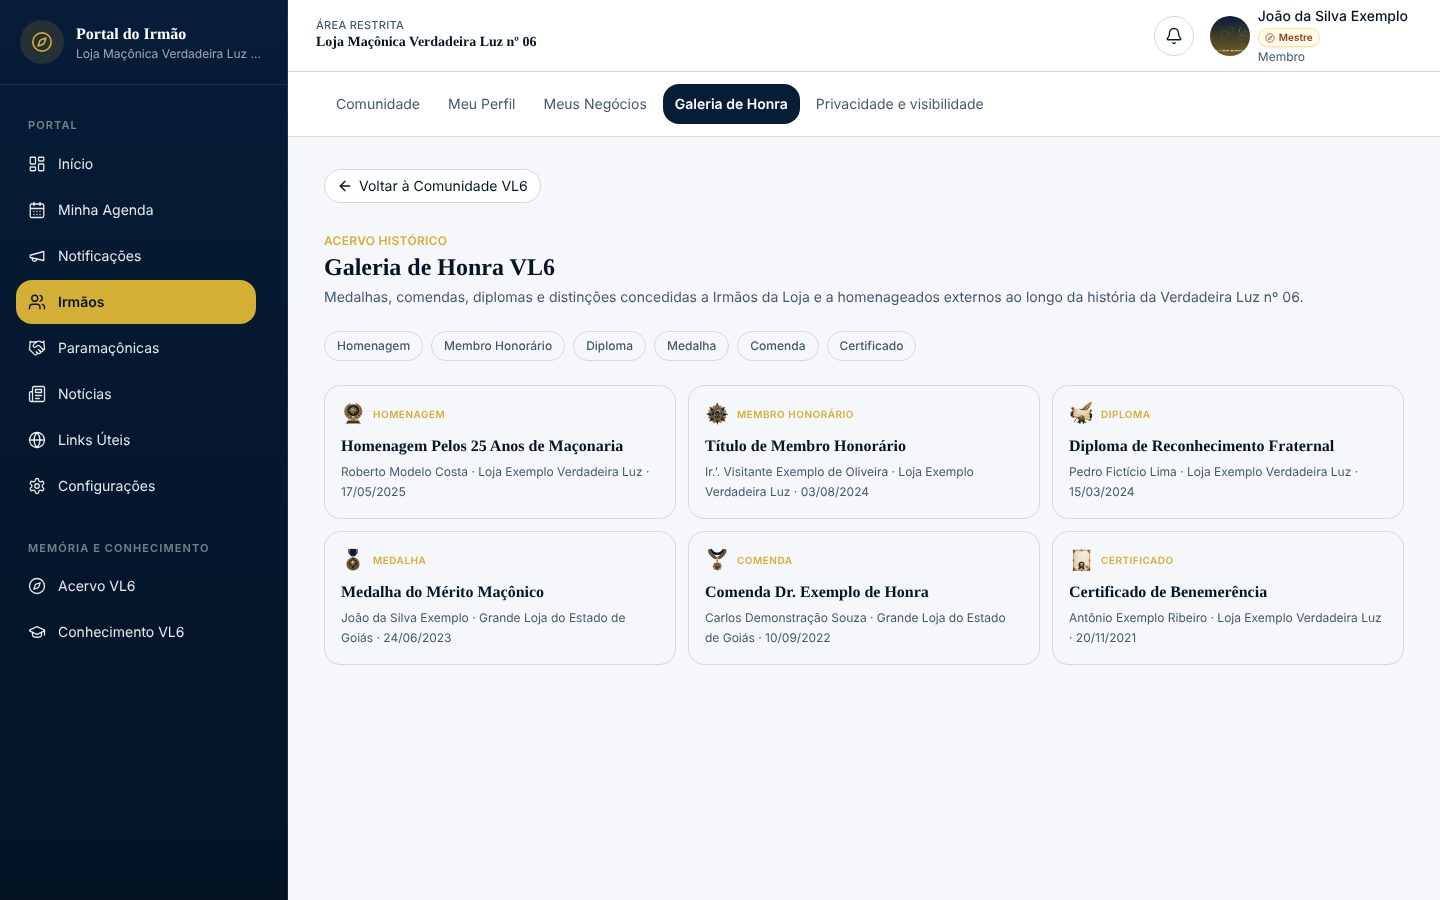 Portal do Irmão
Loja Maçônica Verdadeira Luz ...
PORTAL
Início
Minha Agenda
Notificações
Irmãos
Paramaçônicas
Notícias
Links Úteis
Configurações
MEMÓRIA E CONHECIMENTO
Acervo VL6
Conhecimento VL6
ÁREA RESTRITA
Loja Maçônica Verdadeira Luz nº 06
João da Silva Exemplo
Mestre
Membro
Comunidade
Meu Perfil
Meus Negócios
Galeria de Honra
Privacidade e visibilidade
Voltar à Comunidade VL6
ACERVO HISTÓRICO
Galeria de Honra VL6
Medalhas, comendas, diplomas e distinções concedidas a Irmãos da Loja e a homenageados externos ao longo da história da Verdadeira Luz nº 06.
Homenagem
Membro Honorário
Diploma
Medalha
Comenda
Certificado
HOMENAGEM
Homenagem Pelos 25 Anos de Maçonaria
Roberto Modelo Costa · Loja Exemplo Verdadeira Luz ·
17/05/2025
MEMBRO HONORÁRIO
Título de Membro Honorário
Ir.'. Visitante Exemplo de Oliveira · Loja Exemplo
Verdadeira Luz · 03/08/2024
DIPLOMA
Diploma de Reconhecimento Fraternal
Pedro Fictício Lima · Loja Exemplo Verdadeira Luz ·
15/03/2024
MEDALHA
Medalha do Mérito Maçônico
João da Silva Exemplo · Grande Loja do Estado de
Goiás · 24/06/2023
COMENDA
Comenda Dr. Exemplo de Honra
Carlos Demonstração Souza · Grande Loja do Estado
de Goiás · 10/09/2022
CERTIFICADO
Certificado de Benemerência
Antônio Exemplo Ribeiro · Loja Exemplo Verdadeira Luz
· 20/11/2021